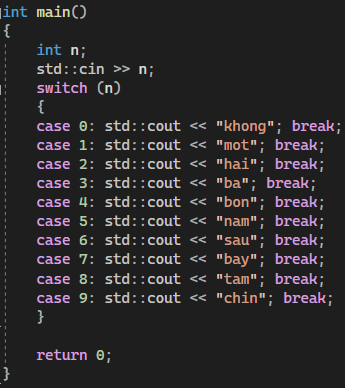 int main()
{
int n;
std::cin >> n;
switch (n)
{
case 0: std::cout << "khong"; break;
case 1: std::cout << "mot"; break;
case 2: std::cout << "hai"; break;
case 3: std::cout << "ba"; break;
case 4: std::cout << "bon"; break;
case 5: std::cout << "nam"; break;
case 6: std::cout << "sau"; break;
case 7: std::cout << "bay"; break;
case 8: std::cout << "tam"; break;
case 9: std::cout << "chin"; break;
}
return 0;
}